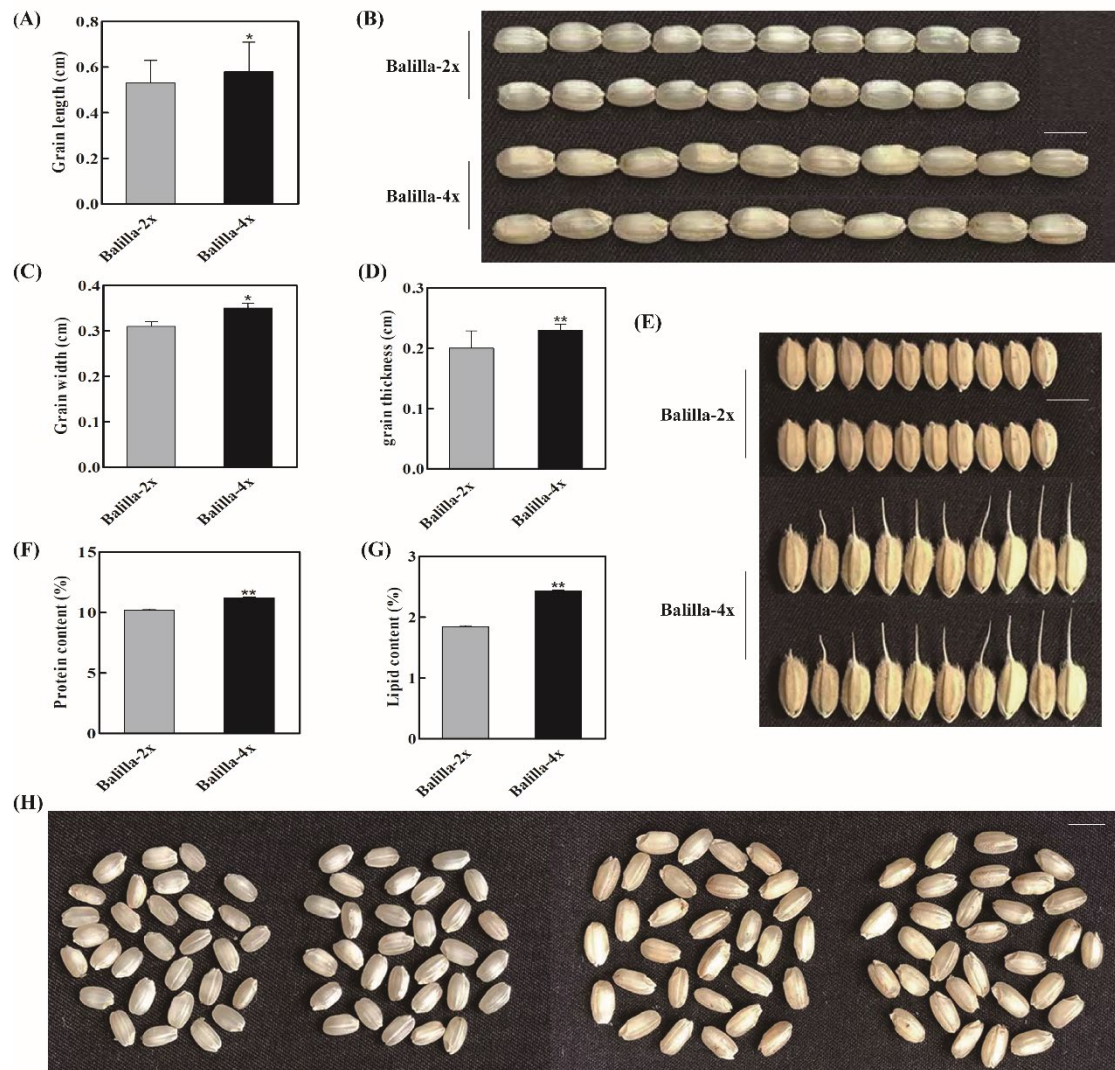 (A)
Grain length (cm)
0.8
0.6
0.4
0.2
0.0
*
Balilla-2x
Balilla-4x
(B)
Balilla-2x
Balilla-4x
(C)
Grain width (cm)
0.4
0.3
0.2
0.1
0.0
*
Balilla-2x
Balilla-4x
(D)
grain thickness (cm)
0.3
0.2
0.1
0.0
**
Balilla-2x
Balilla-4x
(E)
Balilla-2x
Balilla-4x
(F)
Protein content (%)
15
10
5
0
**
Balilla-2x
Balilla-4x
(G)
Lipid content (%)
3
2
1
0
**
Balilla-2x
Balilla-4x
(H)